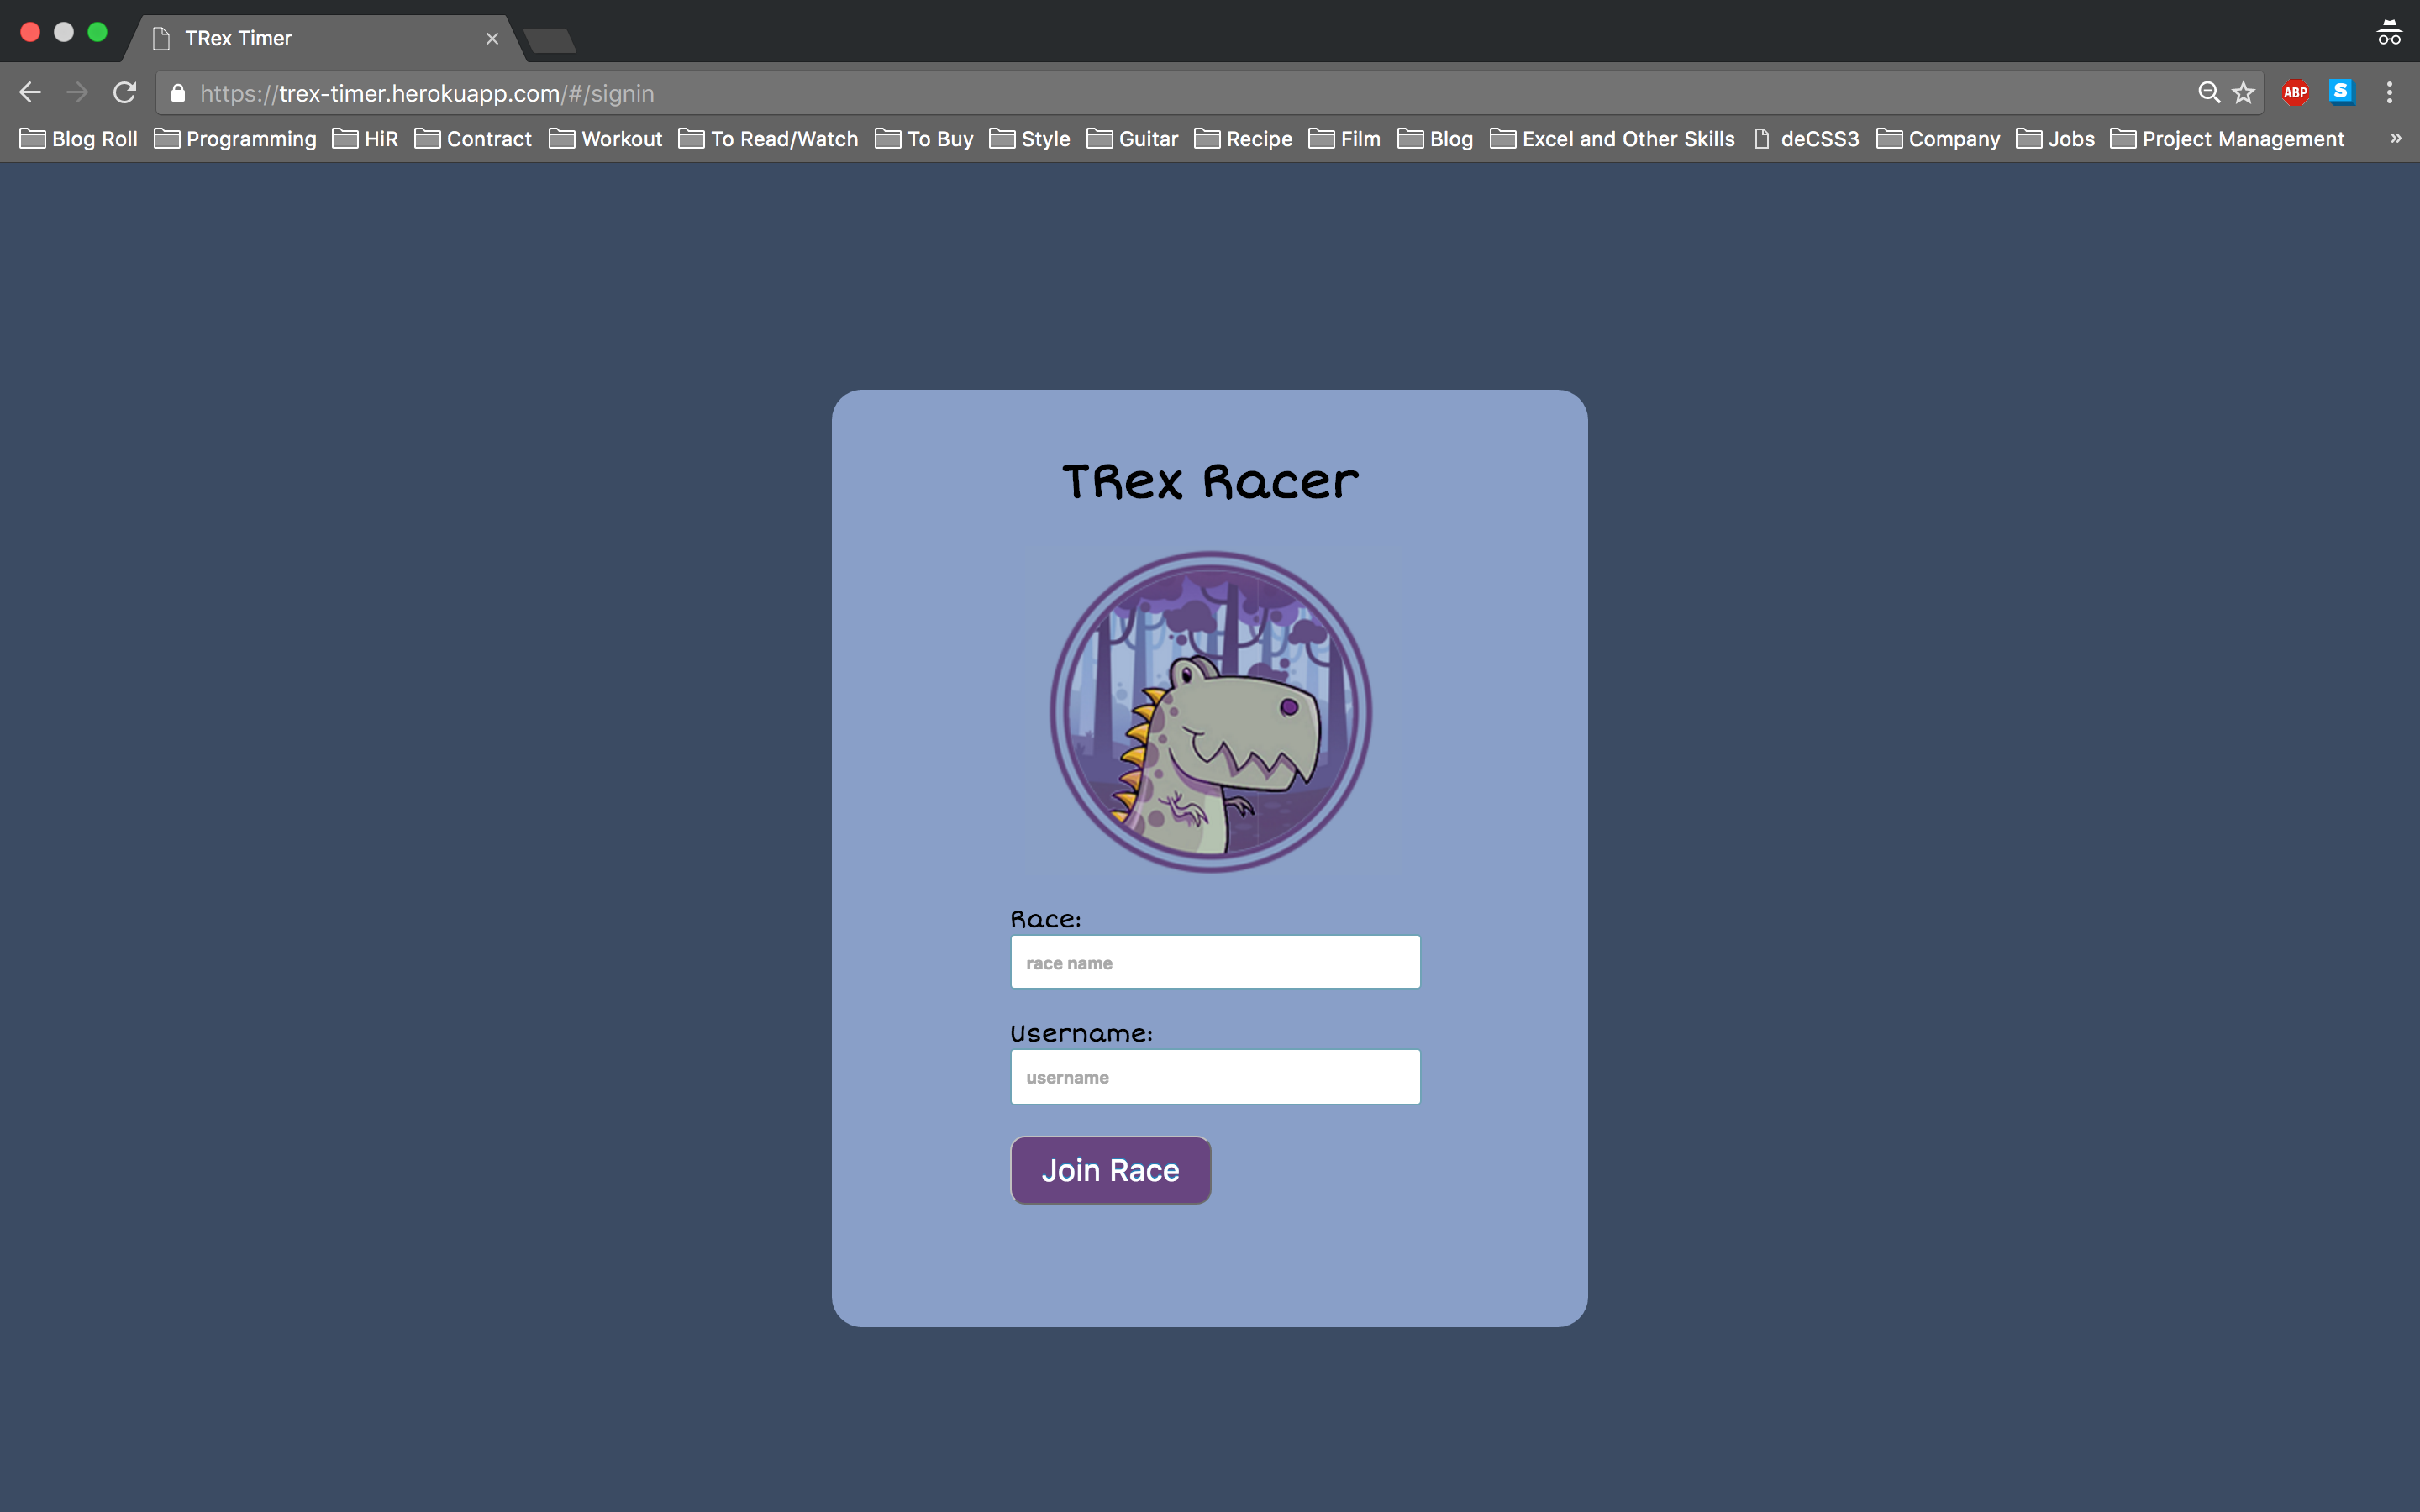 TRex Timer
https://trex-timer.herokuapp.com/#/signin
ABP
S
Blog Roll Programming HiR Contract Workout To Read/Watch To Buy Style Guitar Recipe Film Blog Excel and Other Skills deCSS3 Company Jobs Project Management »
TRex Racer
Race:
race name
Username:
username
Join Race